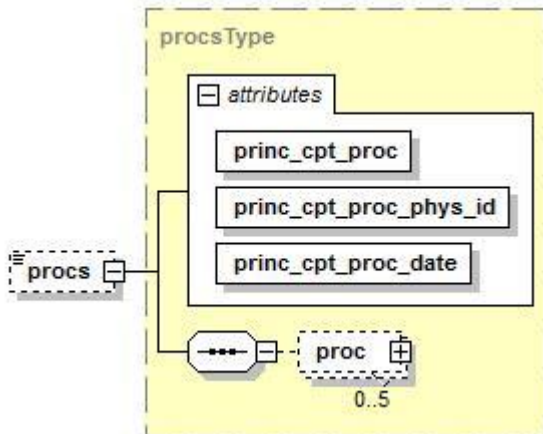 procsType
attributes
princ_cpt_proc
princ_cpt_proc_phys_id
princ_cpt_proc_date
procs
proc
0..5